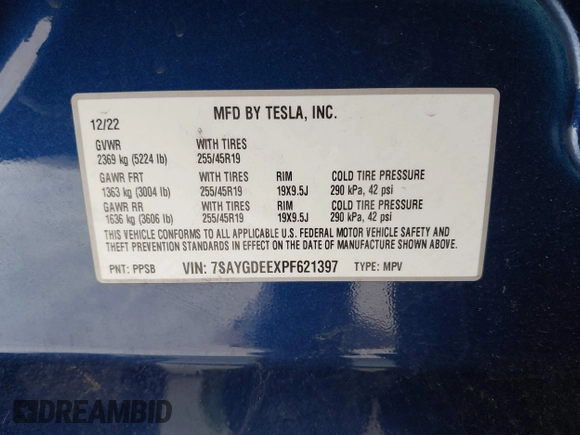 MFD BY TESLA, INC.
12/22
GVWR WITH TIRES
2369 kg (5224 lb) 255/45R19
GAWR FRT WITH TIRES RIM COLD TIRE PRESSURE
1363 kg (3004 lb) 255/45R19 19X9.5J 290 kPa, 42 psi
GAWR RR WITH TIRES RIM COLD TIRE PRESSURE
1636 kg (3606 lb) 255/45R19 19X9.5J 290 kPa, 42 psi
THIS VEHICLE CONFORMS TO ALL APPLICABLE U.S. FEDERAL MOTOR VEHICLE SAFETY AND
THEFT PREVENTION STANDARDS IN EFFECT ON THE DATE OF MANUFACTURE SHOWN ABOVE.
PNT: PPSB VIN: 7SAYGDEEXPF621397 TYPE: MPV
DREAMBID